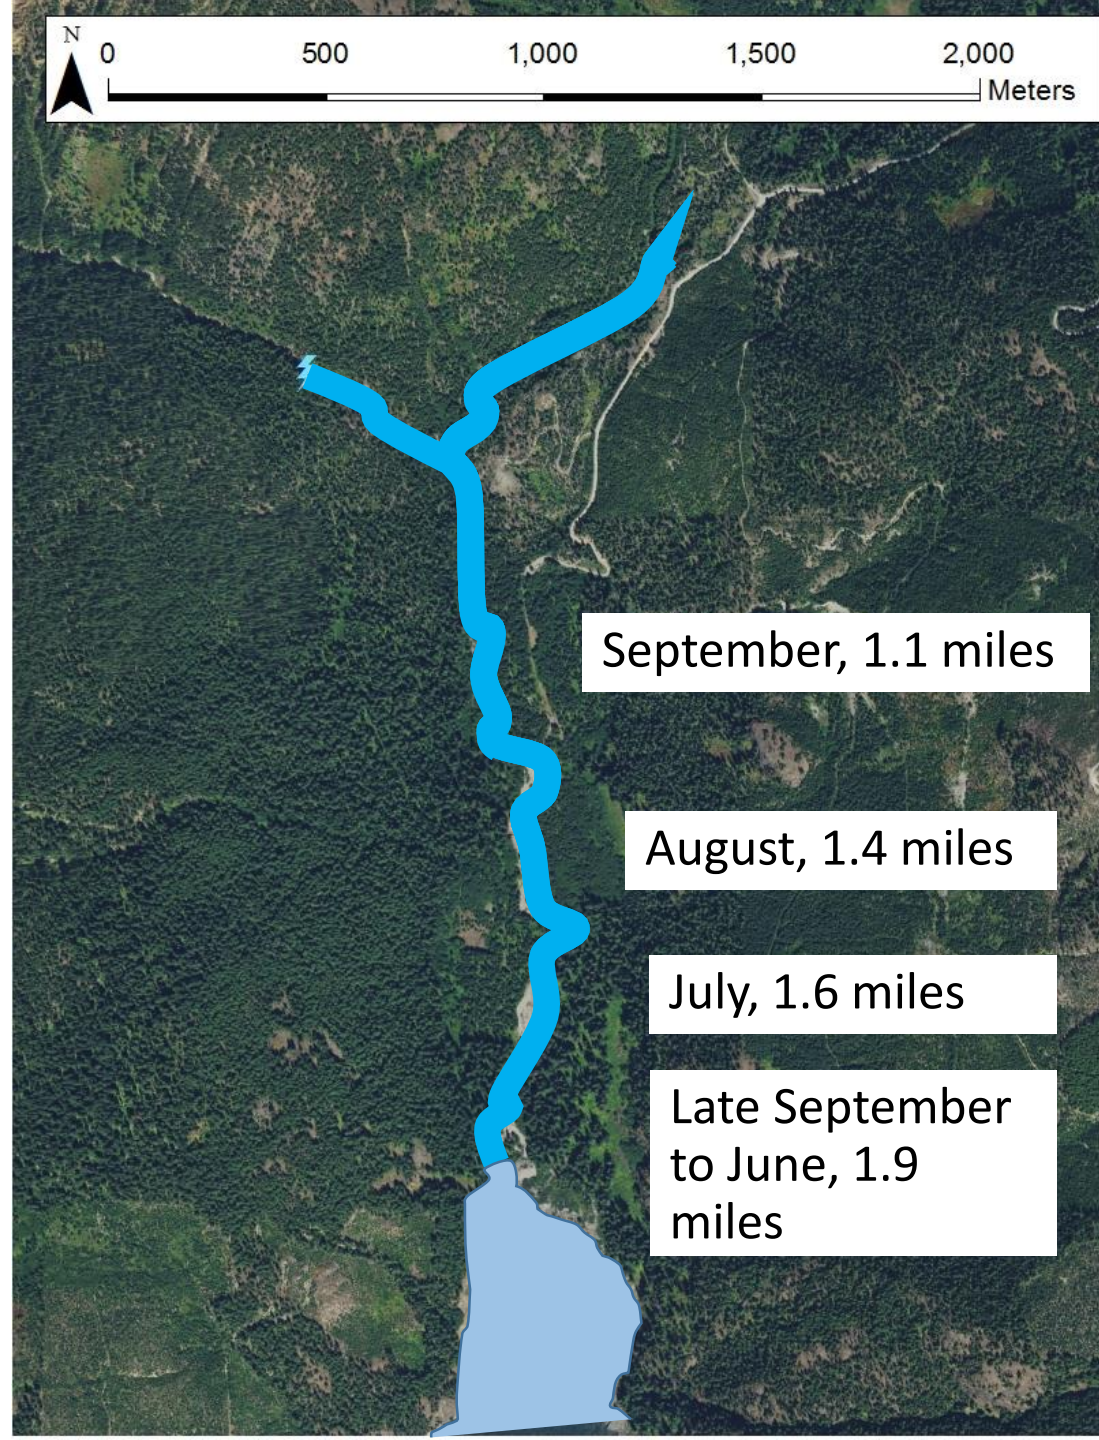 N
0 500 1,000 1,500 2,000
Meters
September, 1.1 miles
August, 1.4 miles
July, 1.6 miles
Late September
to June, 1.9
miles